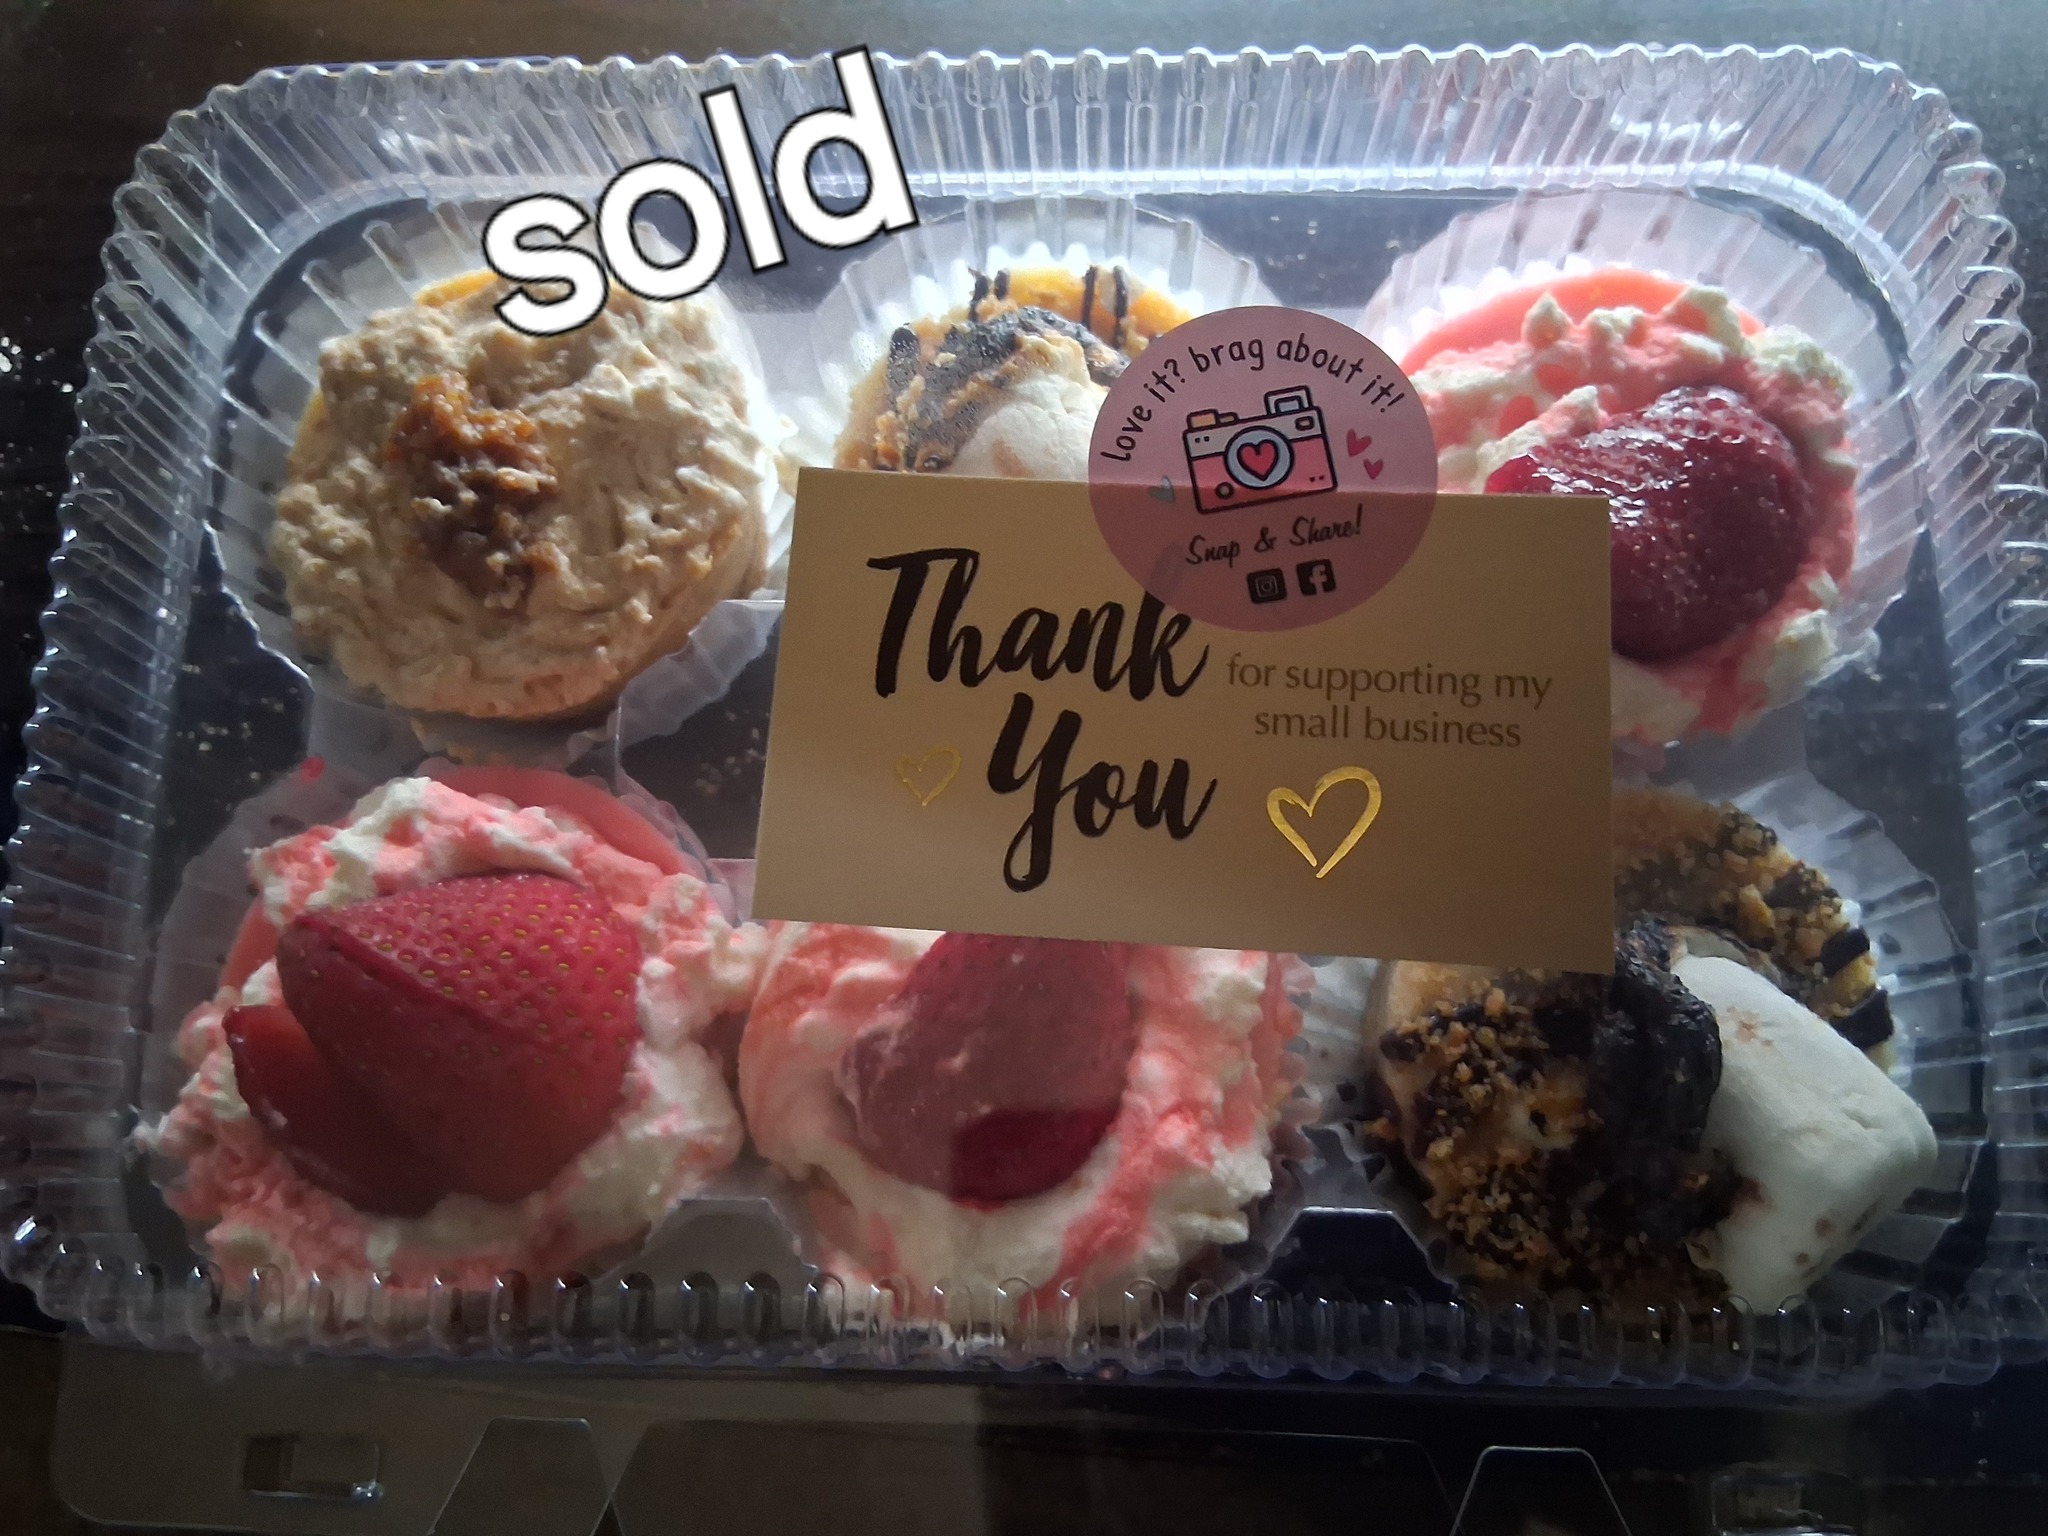 sold
Love it? brag about it!
Snap & Share!
Thank
You
for supporting my
small business